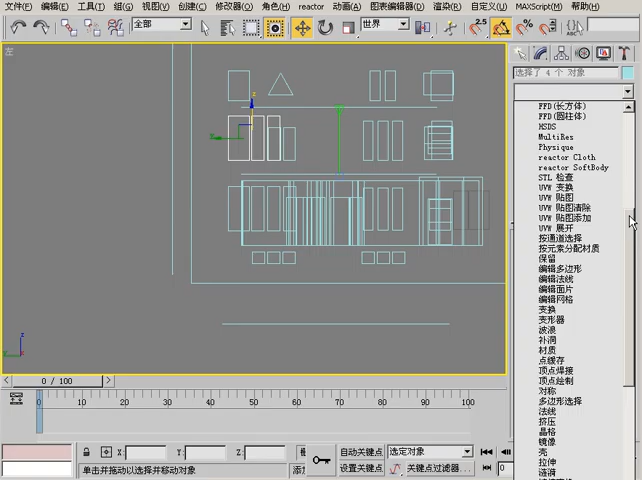 文件(F) 编辑(E) 工具(T) 组(G) 视图(V) 创建(C) 修改器(O) 角色(H) reactor 动画(A) 图表编辑器(D) 渲染(R) 自定义(U) MAXScript(M) 帮助(H)
全部 世界 2.5
左
选择了 4 个 对象
FFD(长方体)
FFD(圆柱体)
HSDS
MultiRes
Physique
reactor Cloth
reactor SoftBody
STL 检查
UVW 变换
UVW 贴图
UVW 贴图清除
UVW 贴图添加
UVW 展开
按通道选择
按元素分配材质
保留
编辑多边形
编辑法线
编辑面片
编辑网格
变换
变形器
波浪
补洞
材质
点缓存
顶点焊接
顶点绘制
对称
多边形选择
法线
挤压
晶格
镜像
壳
拉伸
涟漪
z
y
z
0 / 100
0 10 20 30 40 50 60 70 80 90 100
X: Y: Z: 自动关键点 选定对象
单击并拖动以选择并移动对象 添加 设置关键点 关键点过滤器... 0